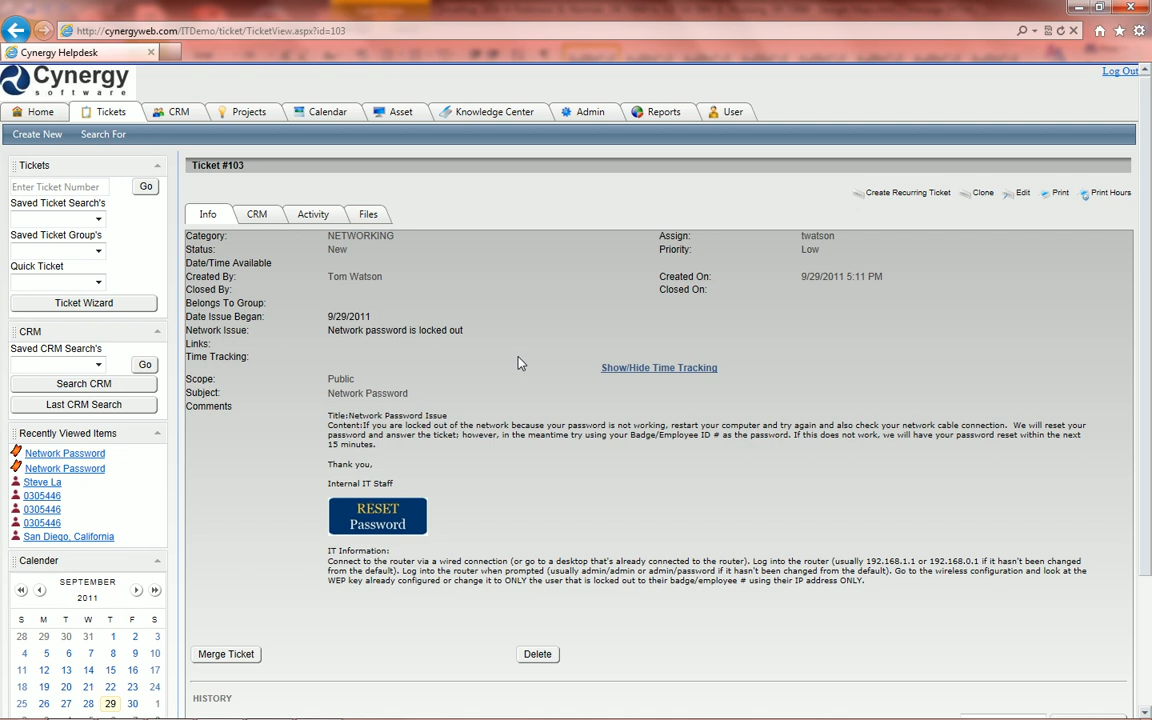 http://cynergyweb.com/ITDemo/ticket/TicketView.aspx?id=103
Cynergy Helpdesk
Cynergy
software
Log Out
Home
Tickets
CRM
Projects
Calendar
Asset
Knowledge Center
Admin
Reports
User
Create New
Search For
Tickets
Enter Ticket Number
Go
Saved Ticket Search's
Saved Ticket Group's
Quick Ticket
Ticket Wizard
CRM
Saved CRM Search's
Go
Search CRM
Last CRM Search
Recently Viewed Items
Network Password
Network Password
Steve La
0305446
0305446
0305446
San Diego, California
Calender
SEPTEMBER
2011
S M T W T F S
28 29 30 31 1 2 3
4 5 6 7 8 9 10
11 12 13 14 15 16 17
18 19 20 21 22 23 24
25 26 27 28 29 30 1
Ticket #103
Create Recurring Ticket
Clone
Edit
Print
Print Hours
Info
CRM
Activity
Files
Category: NETWORKING Assign: twatson
Status: New Priority: Low
Date/Time Available
Created By: Tom Watson Created On: 9/29/2011 5:11 PM
Closed By: Closed On:
Belongs To Group:
Date Issue Began: 9/29/2011
Network Issue: Network password is locked out
Links:
Time Tracking:
Show/Hide Time Tracking
Scope: Public
Subject: Network Password
Comments
Title:Network Password Issue
Content:If you are locked out of the network because your password is not working, restart your computer and try again and also check your network cable connection. We will reset your
password and answer the ticket; however, in the meantime try using your Badge/Employee ID # as the password. If this does not work, we will have your password reset within the next
15 minutes.
Thank you,
Internal IT Staff
RESET
Password
IT Information:
Connect to the router via a wired connection (or go to a desktop that's already connected to the router). Log into the router (usually 192.168.1.1 or 192.168.0.1 if it hasn't been changed
from the default). Log into the router when prompted (usually admin/admin or admin/password if it hasn't been changed from the default). Go to the wireless configuration and look at the
WEP key already configured or change it to ONLY the user that is locked out to their badge/employee # using their IP address ONLY.
Merge Ticket
Delete
HISTORY